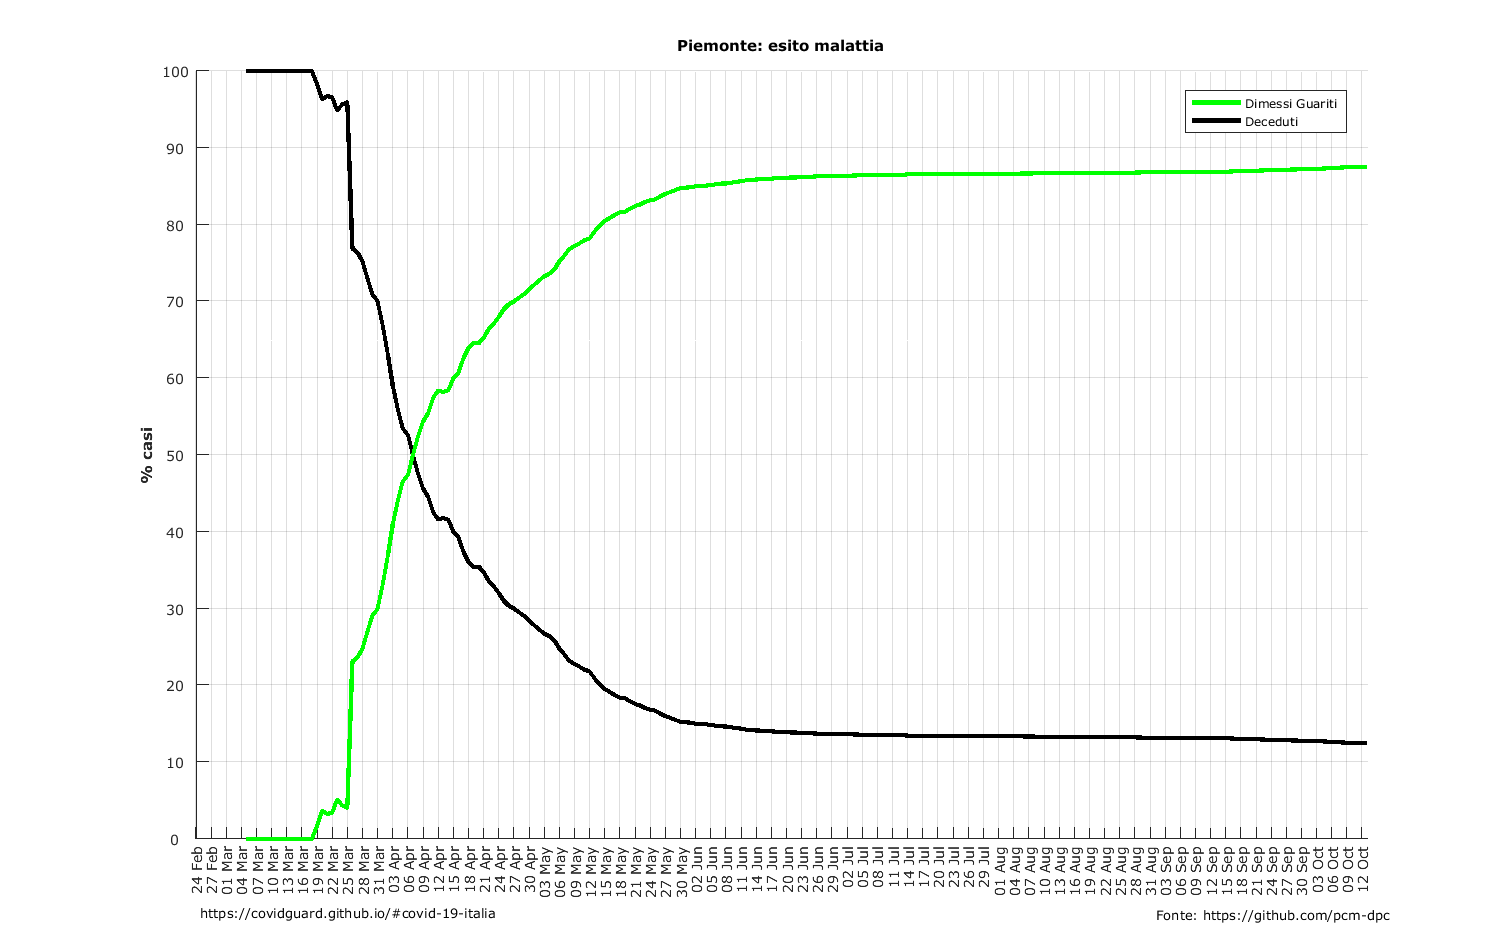 Piemonte: esito malattia
100
90
80
70
60
50
40
30
20
10
0
% casi
Dimessi Guariti
Deceduti
24 Feb
27 Feb
01 Mar
04 Mar
07 Mar
10 Mar
13 Mar
16 Mar
19 Mar
22 Mar
25 Mar
28 Mar
31 Mar
03 Apr
06 Apr
09 Apr
12 Apr
15 Apr
18 Apr
21 Apr
24 Apr
27 Apr
30 Apr
03 May
06 May
09 May
12 May
15 May
18 May
21 May
24 May
27 May
30 May
02 Jun
05 Jun
08 Jun
11 Jun
14 Jun
17 Jun
20 Jun
23 Jun
26 Jun
29 Jun
02 Jul
05 Jul
08 Jul
11 Jul
14 Jul
17 Jul
20 Jul
23 Jul
26 Jul
29 Jul
01 Aug
04 Aug
07 Aug
10 Aug
13 Aug
16 Aug
19 Aug
22 Aug
25 Aug
28 Aug
31 Aug
03 Sep
06 Sep
09 Sep
12 Sep
15 Sep
18 Sep
21 Sep
24 Sep
27 Sep
30 Sep
03 Oct
06 Oct
09 Oct
12 Oct
https://covidguard.github.io/#covid-19-italia
Fonte: https://github.com/pcm-dpc